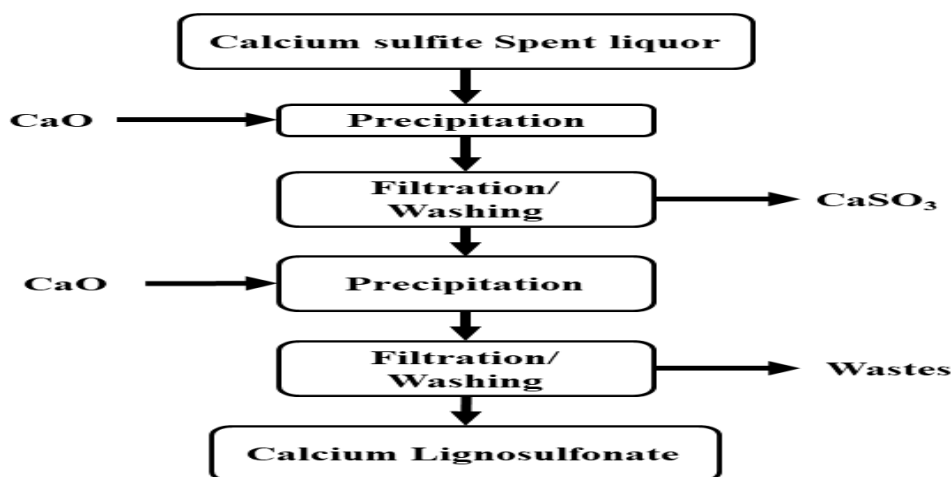 Calcium sulfite Spent liquor
CaO
Precipitation
Filtration/
Washing
CaSO₃
CaO
Precipitation
Filtration/
Washing
Wastes
Calcium Lignosulfonate